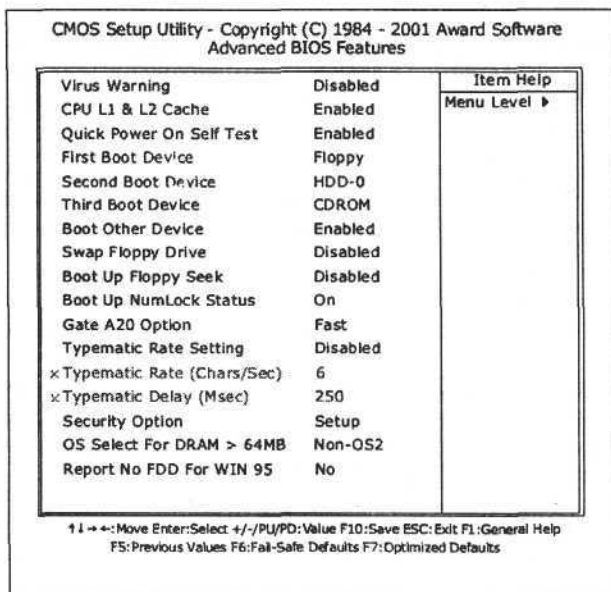 CMOS Setup Utility - Copyright (C) 1984 - 2001 Award Software
Advanced BIOS Features
Virus Warning Disabled Item Help
CPU L1 & L2 Cache Enabled Menu Level ▶
Quick Power On Self Test Enabled
First Boot Device Floppy
Second Boot Device HDD-0
Third Boot Device CDROM
Boot Other Device Enabled
Swap Floppy Drive Disabled
Boot Up Floppy Seek Disabled
Boot Up NumLock Status On
Gate A20 Option Fast
Typematic Rate Setting Disabled
x Typematic Rate (Chars/Sec) 6
x Typematic Delay (Msec) 250
Security Option Setup
OS Select For DRAM > 64MB Non-OS2
Report No FDD For WIN 95 No
↑↓→←:Move Enter:Select +/-/PU/PD:Value F10:Save ESC:Exit F1:General Help
F5:Previous Values F6:Fail-Safe Defaults F7:Optimized Defaults